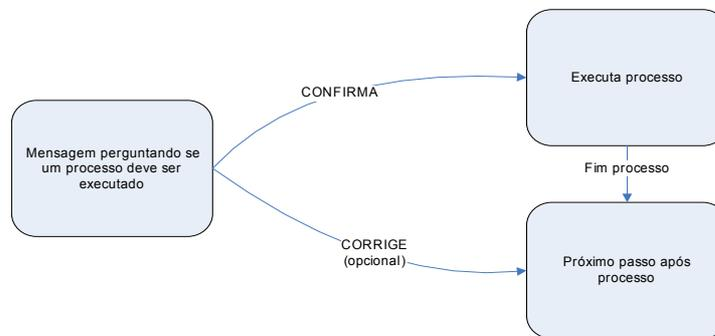 Mensagem perguntando se
um processo deve ser
executado
CONFIRMA
Executa processo
Fim processo
CORRIGE
(opcional)
Próximo passo após
processo